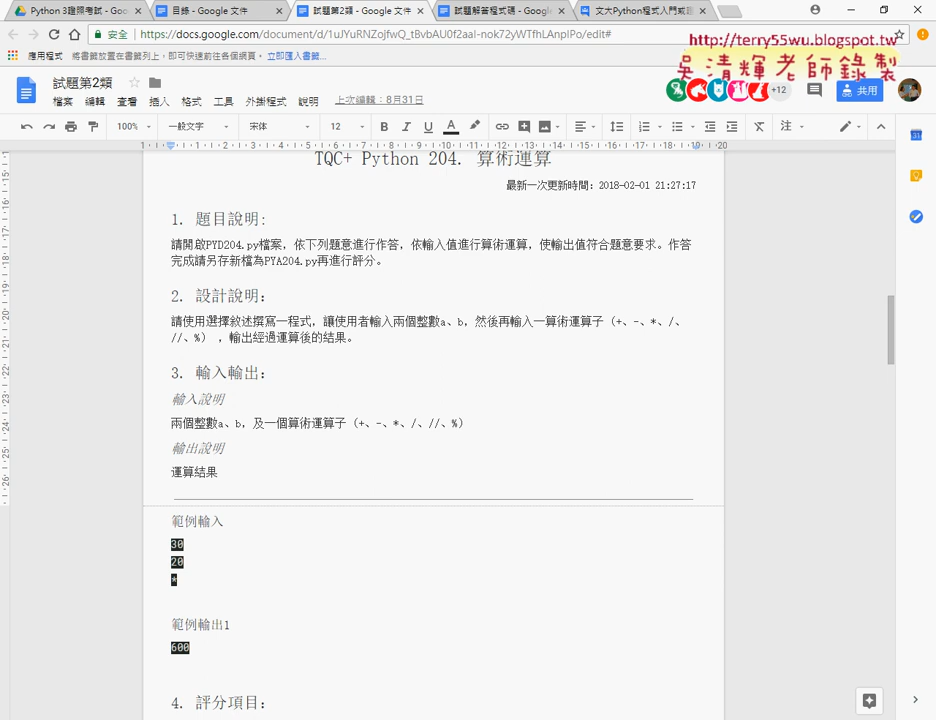 Python 3證照考試 - Goo
目錄 - Google 文件
試題第2類 - Google 文件
試題解答程式碼 - Google
文大Python程式入門或
安全
https://docs.google.com/document/d/1uJYuRNZojfwQ_tBvbAU0f2aaI-nok72yWTfhLAnpIPo/edit#
http://terry55wu.blogspot.tw
吳清輝老師錄製
應用程式
將書籤放置在書籤列上，即可快速前往各個網頁。
立即匯入書籤...
試題第2類
檔案 編輯 查看 插入 格式 工具 外掛程式 說明
上次編輯：8月31日
+12
共用
100%
一般文字
宋体
12
注
TQC+ Python 204. 算術運算
最新一次更新時間：2018-02-01 21:27:17
1. 題目說明:
請開啟PYD204.py檔案，依下列題意進行作答，依輸入值進行算術運算，使輸出值符合題意要求。作答
完成請另存新檔為PYA204.py再進行評分。
2. 設計說明：
請使用選擇敘述撰寫一程式，讓使用者輸入兩個整數a、b，然後再輸入一算術運算子 (+、-、*、/、
//、%) ，輸出經過運算後的結果。
3. 輸入輸出：
輸入說明
兩個整數a、b，及一個算術運算子 (+、-、*、/、//、%)
輸出說明
運算結果
範例輸入
30
20
*
範例輸出1
600
4. 評分項目：